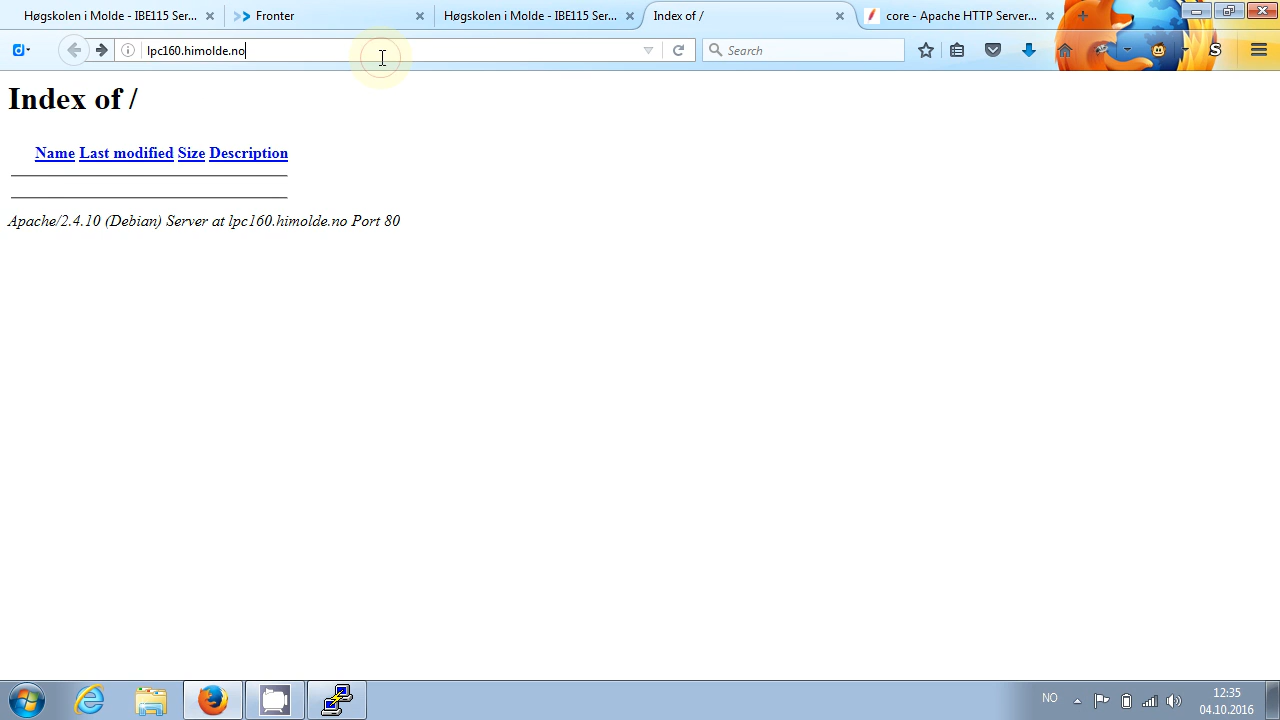 Høgskolen i Molde - IBE115 Ser...
Fronter
Høgskolen i Molde - IBE115 Ser...
Index of /
core - Apache HTTP Server...
lpc160.himolde.no
Search
Index of /
Name Last modified Size Description
Apache/2.4.10 (Debian) Server at lpc160.himolde.no Port 80
NO
12:35
04.10.2016